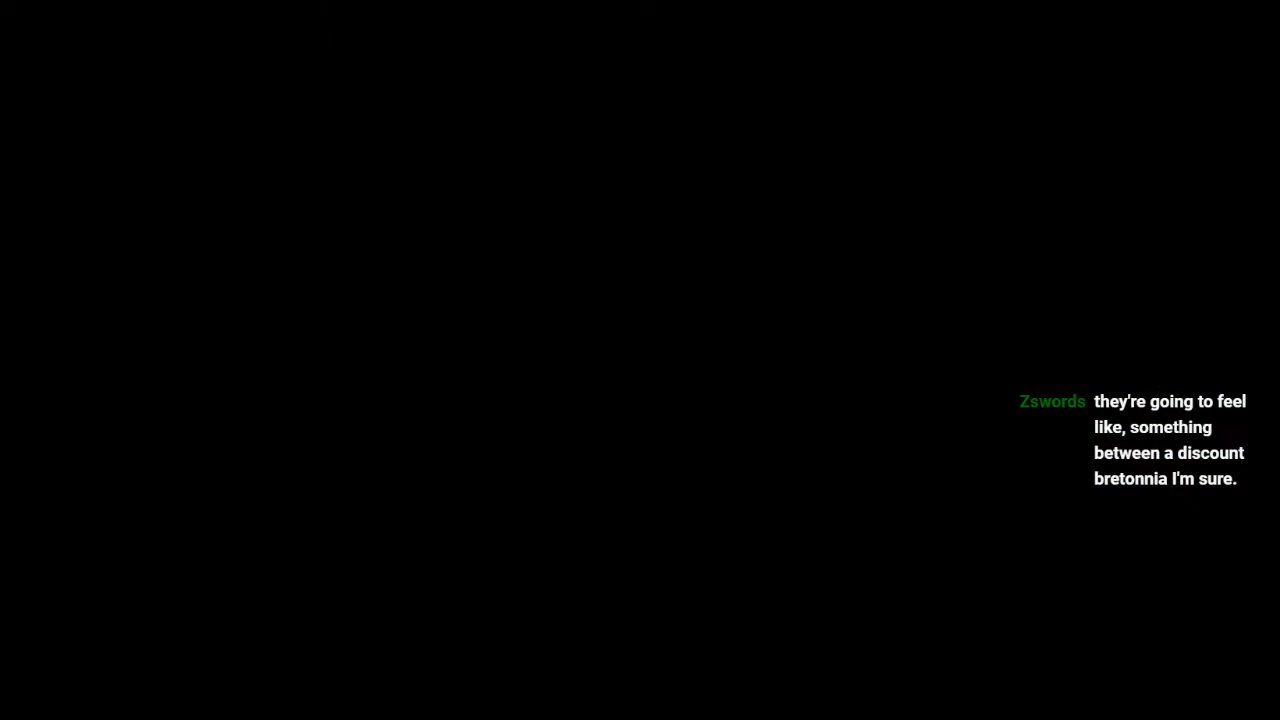 Zswords they're going to feel
like, something
between a discount
bretonnia I'm sure.